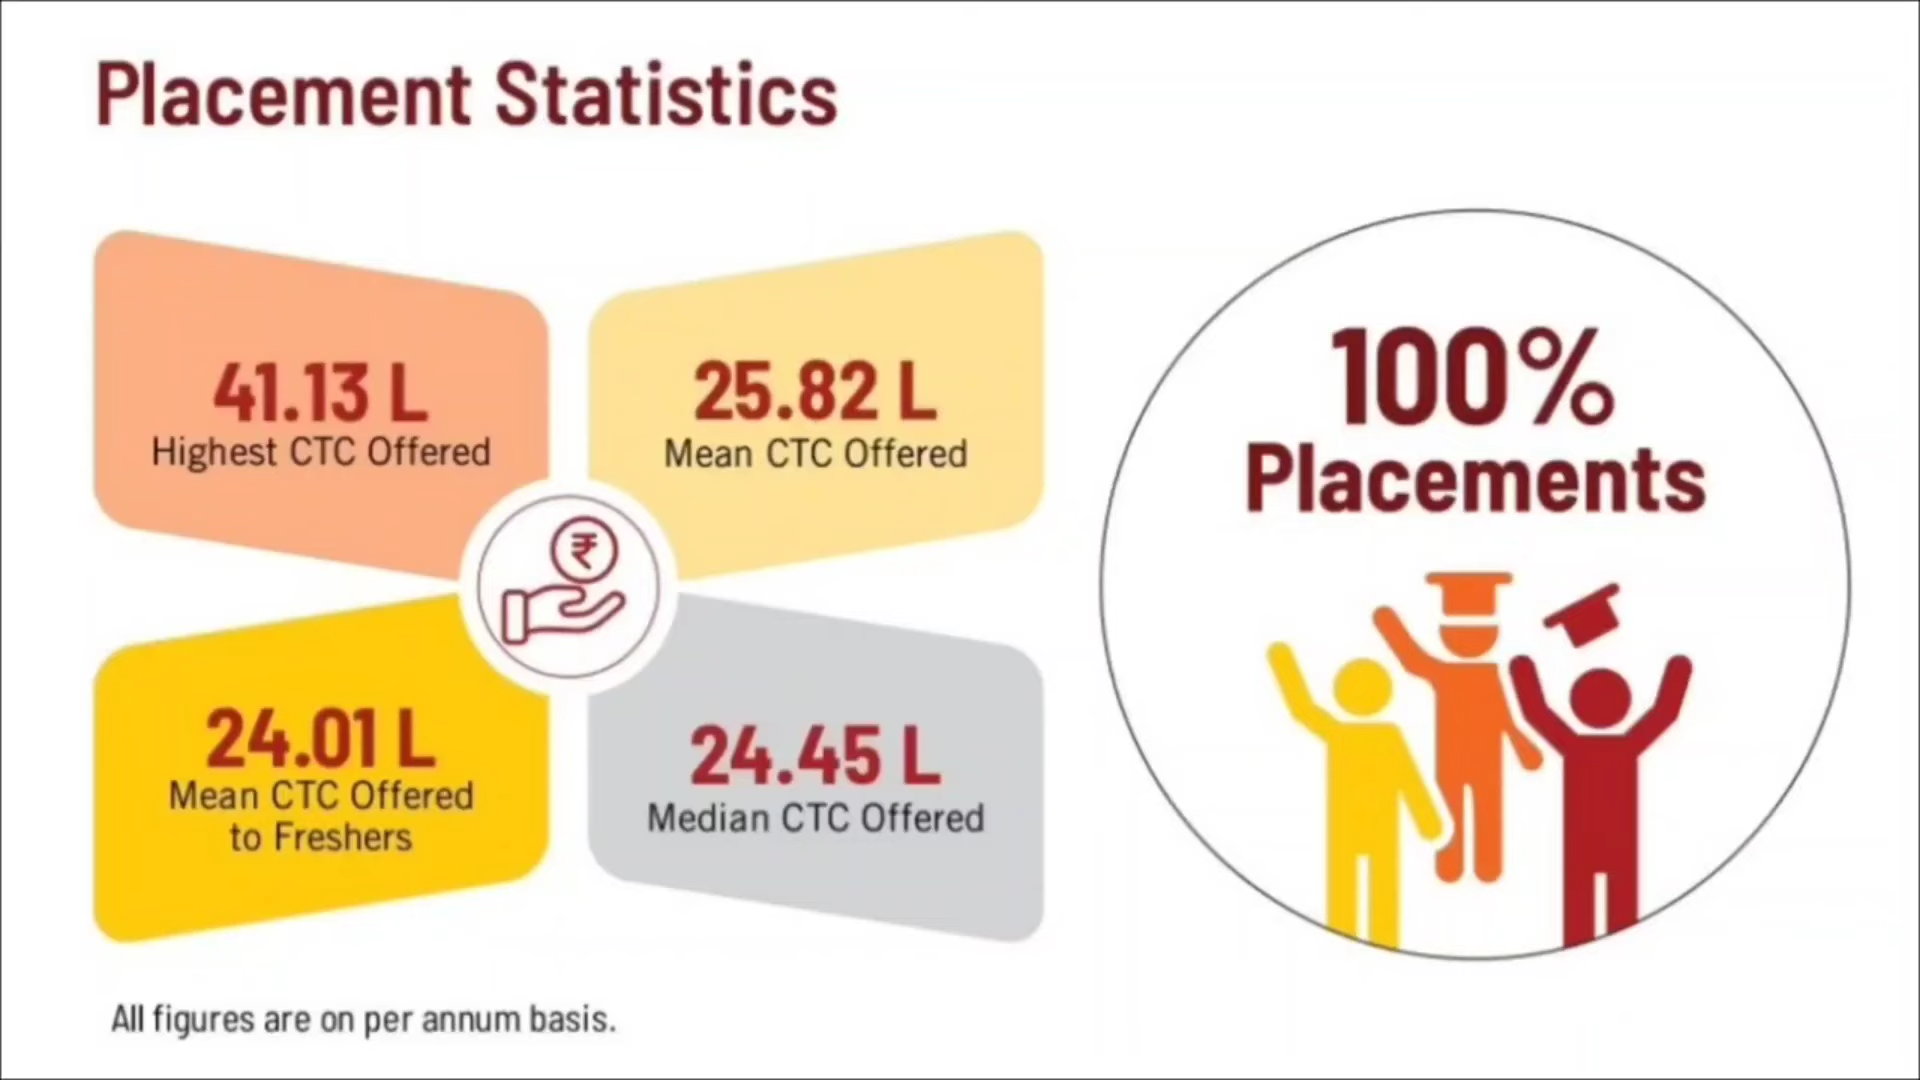 Placement Statistics
41.13 L
Highest CTC Offered
25.82 L
Mean CTC Offered
₹
24.01 L
Mean CTC Offered
to Freshers
24.45 L
Median CTC Offered
100%
Placements
All figures are on per annum basis.